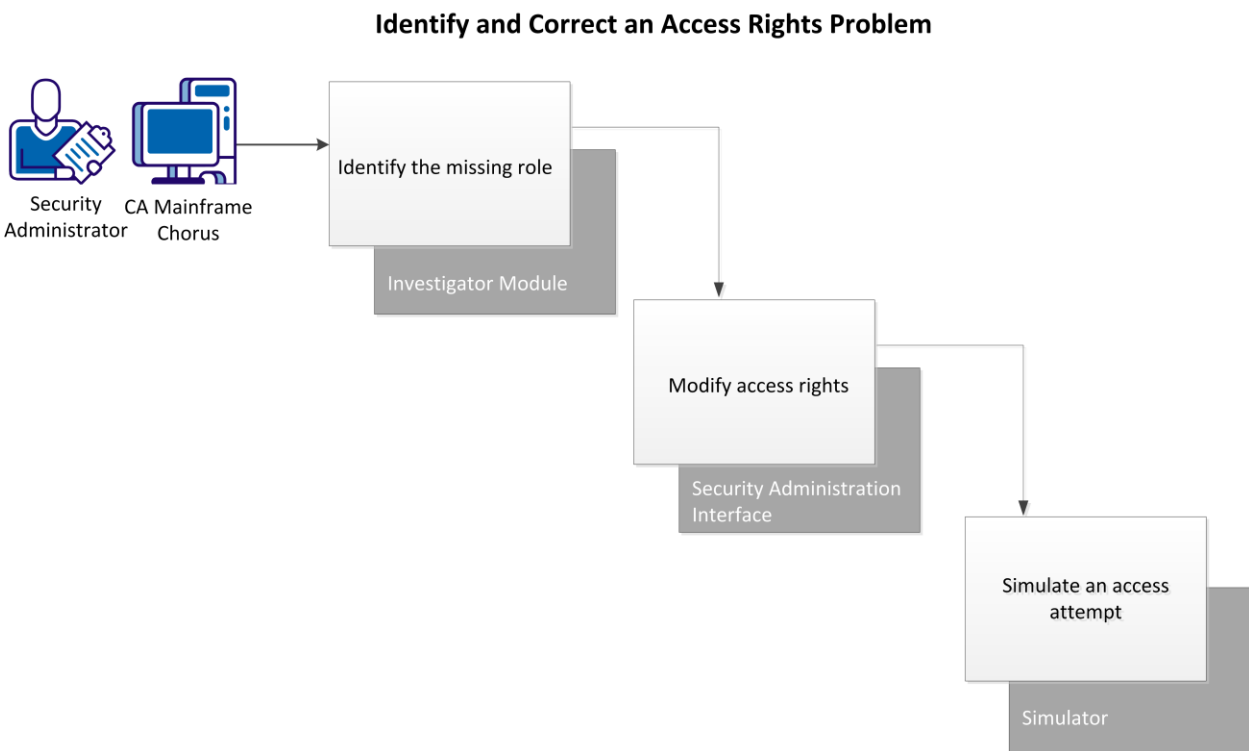 Identify and Correct an Access Rights Problem
Security
Administrator
CA Mainframe
Chorus
Identify the missing role
Investigator Module
Modify access rights
Security Administration
Interface
Simulate an access
attempt
Simulator